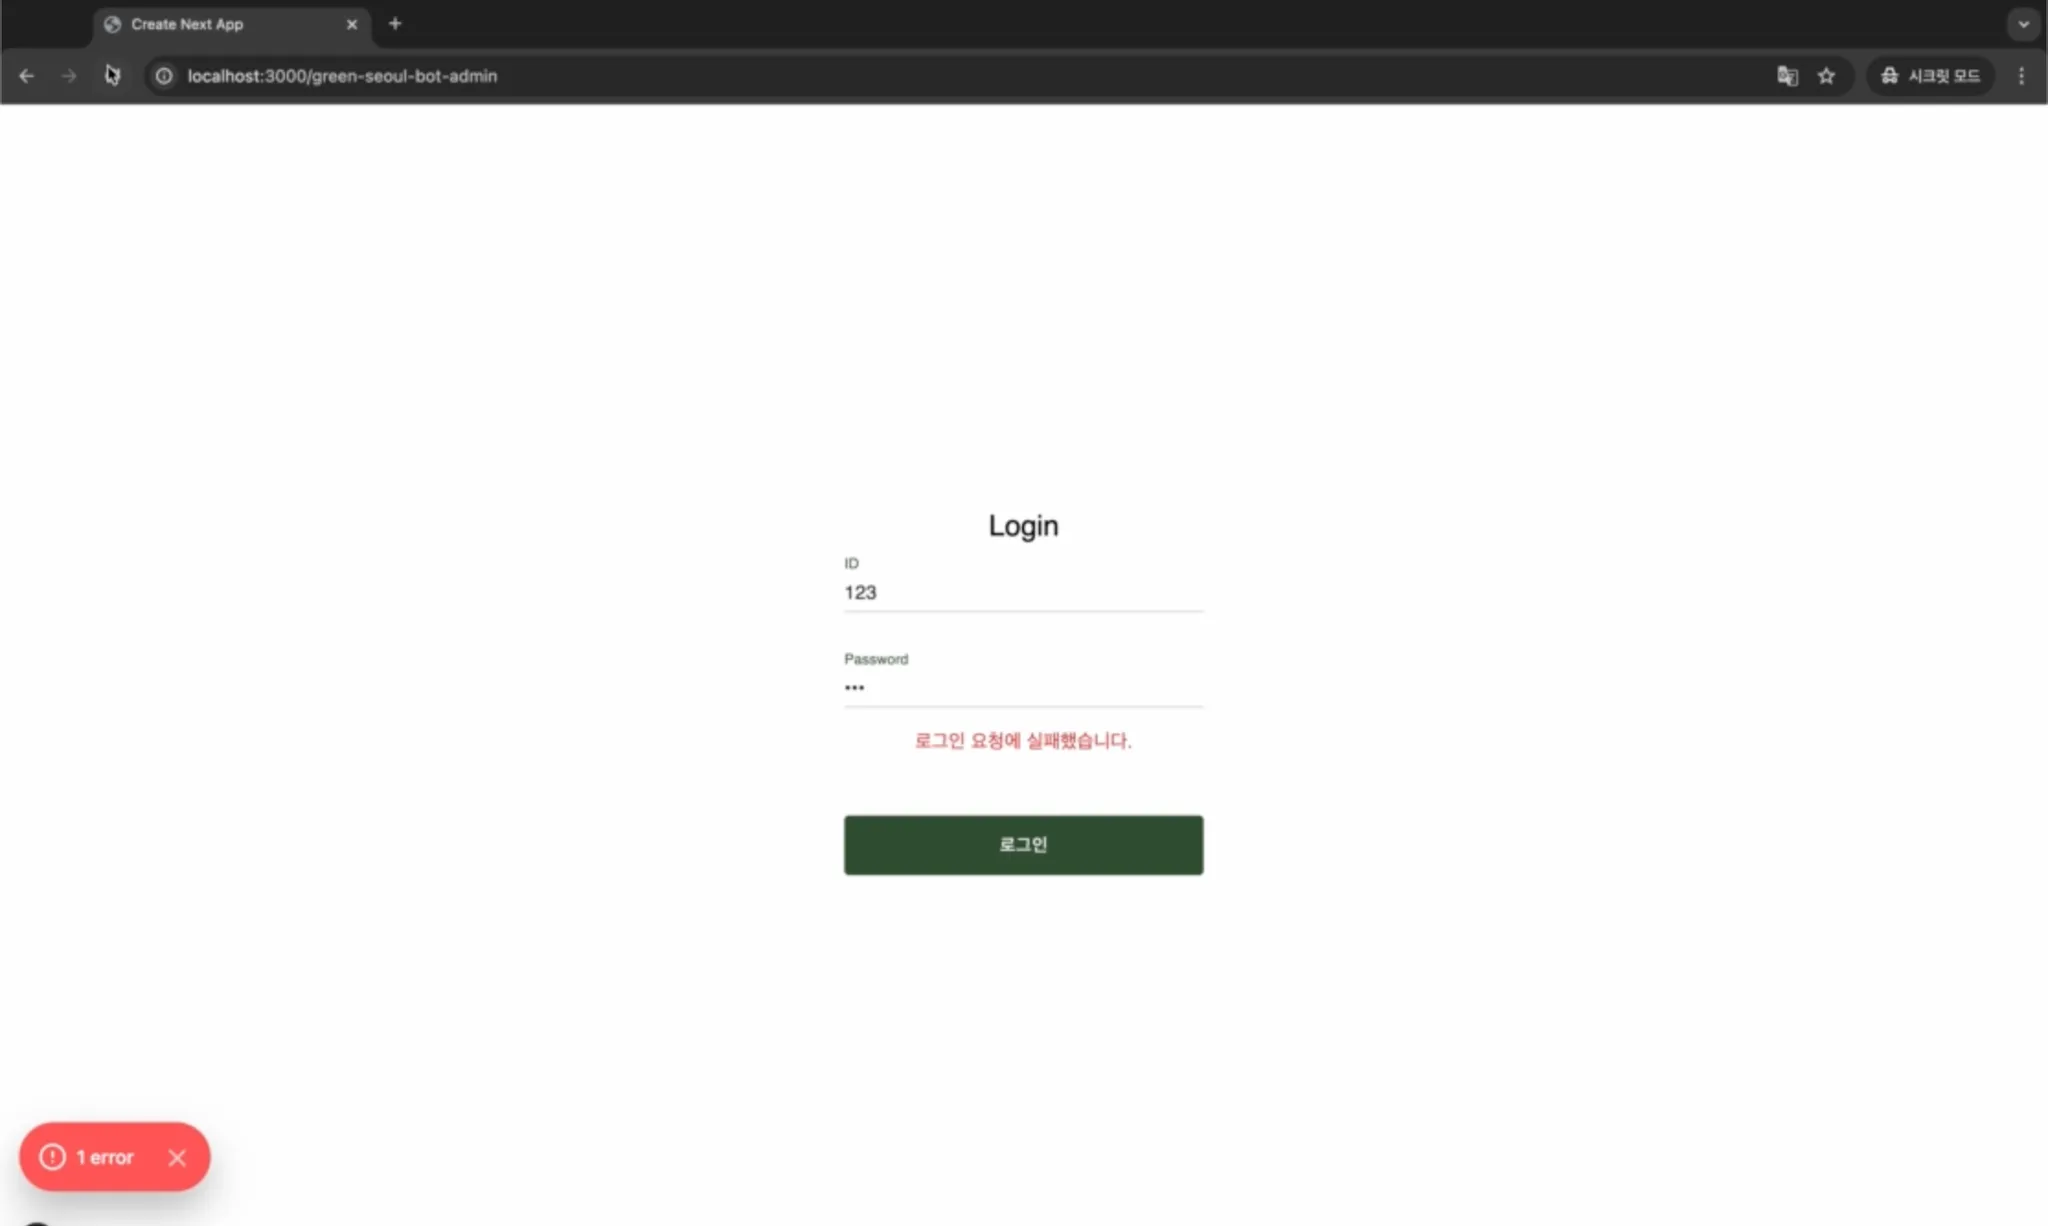 Create Next App
localhost:3000/green-seoul-bot-admin
시크릿 모드
Login
ID
123
Password
•••
로그인 요청에 실패했습니다.
로그인
1 error